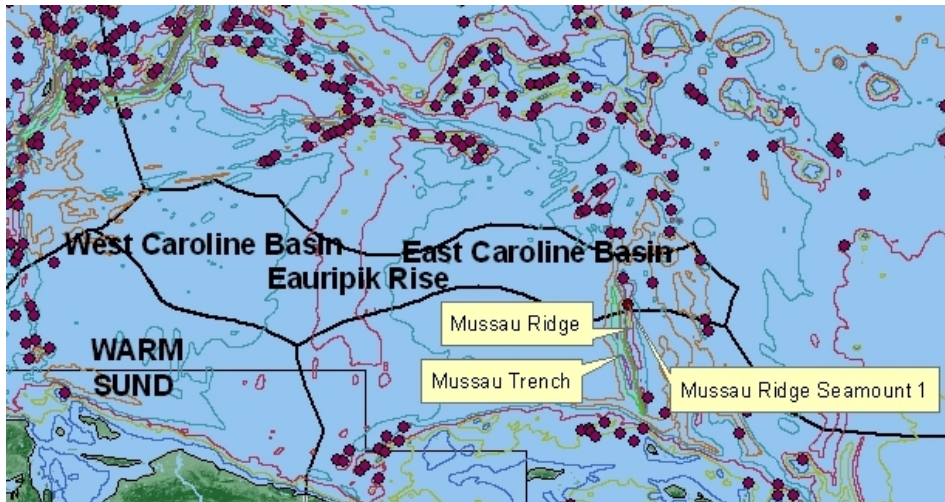 West Caroline Basin
East Caroline Basin
Eauripik Rise
Mussau Ridge
WARM
SUND
Mussau Trench
Mussau Ridge Seamount 1